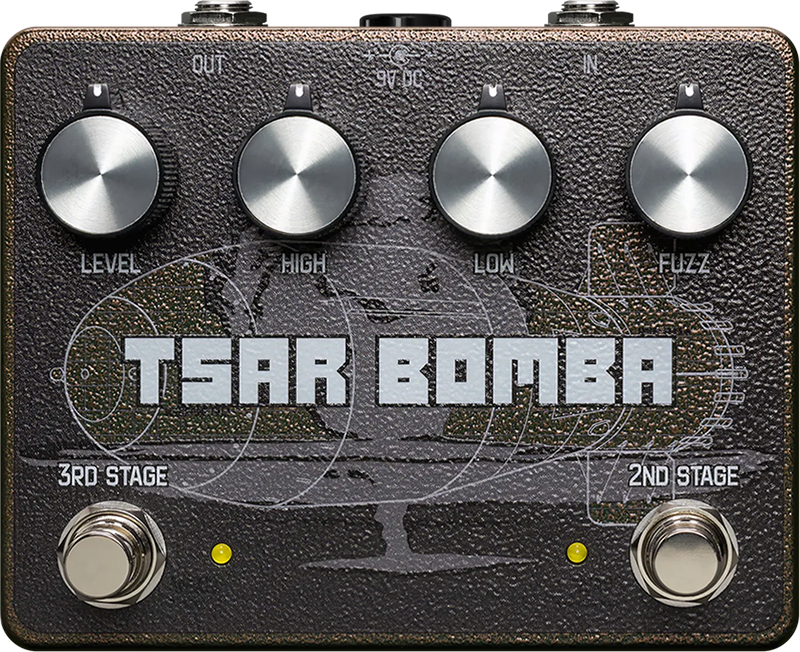 OUT
9V DC
IN
LEVEL
HIGH
LOW
FUZZ
TSAR BOMBA
3RD STAGE
2ND STAGE